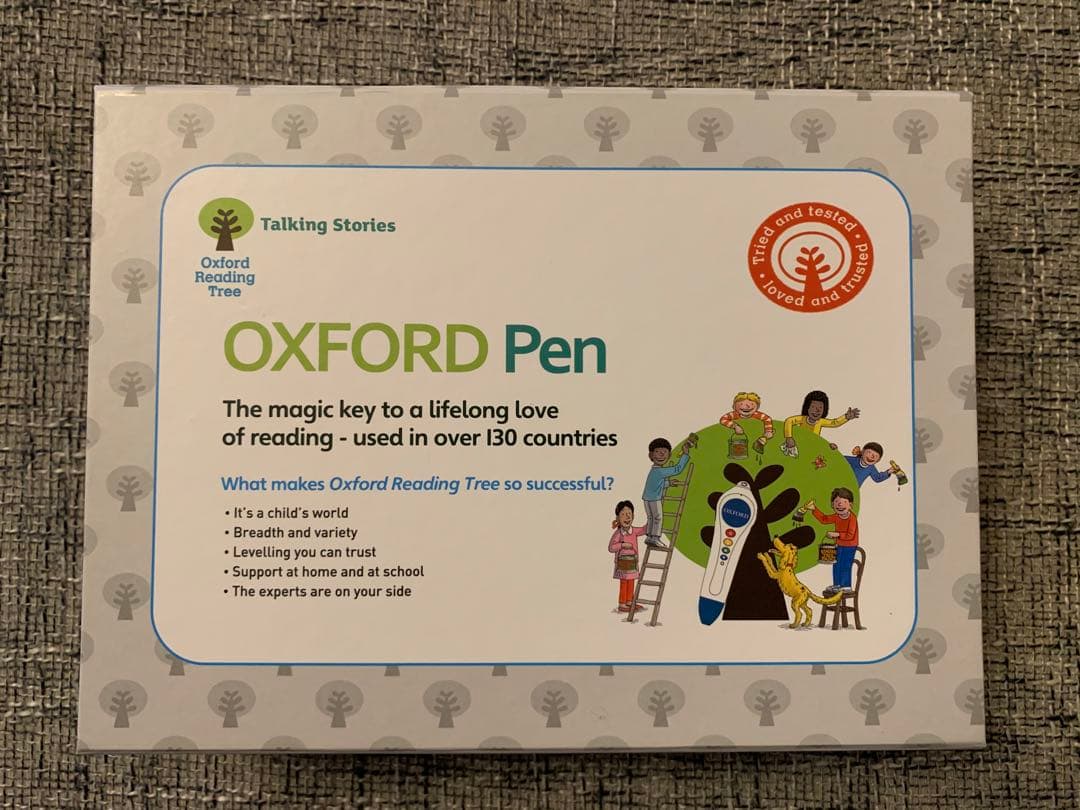 Talking Stories
Oxford
Reading
Tree
Tried and tested
loved and trusted
OXFORD Pen
The magic key to a lifelong love
of reading - used in over 130 countries
What makes Oxford Reading Tree so successful?
• It's a child's world
• Breadth and variety
• Levelling you can trust
• Support at home and at school
• The experts are on your side
OXFORD